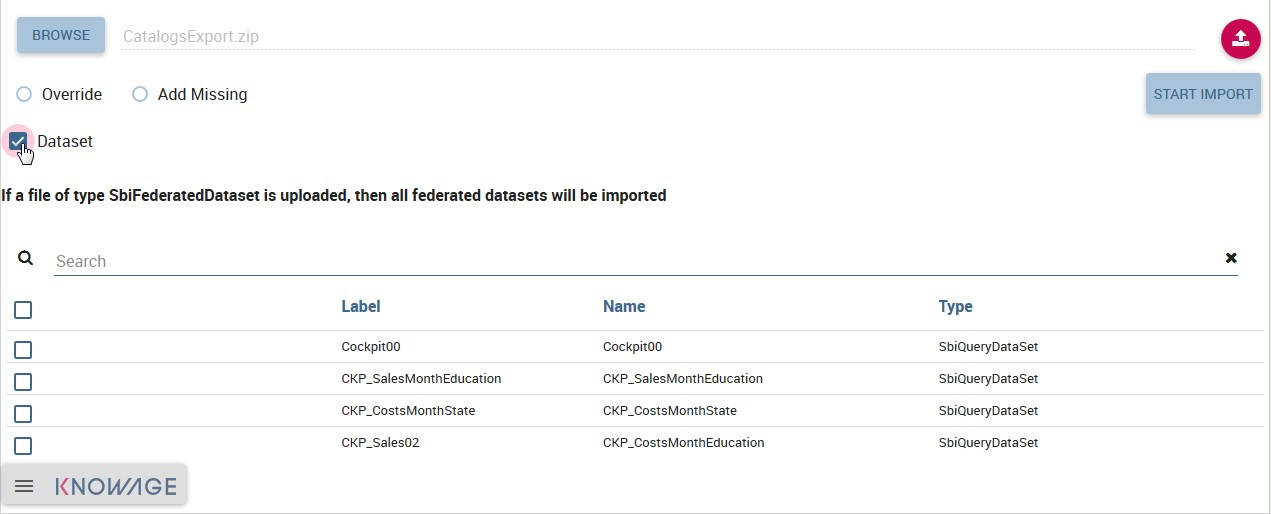 BROWSE CatalogsExport.zip
Override Add Missing START IMPORT
Dataset
If a file of type SbiFederatedDataset is uploaded, then all federated datasets will be imported
Search
Label Name Type
Cockpit00 Cockpit00 SbiQueryDataSet
CKP_SalesMonthEducation CKP_SalesMonthEducation SbiQueryDataSet
CKP_CostsMonthState CKP_CostsMonthState SbiQueryDataSet
CKP_Sales02 CKP_CostsMonthEducation SbiQueryDataSet
KNOWAGE